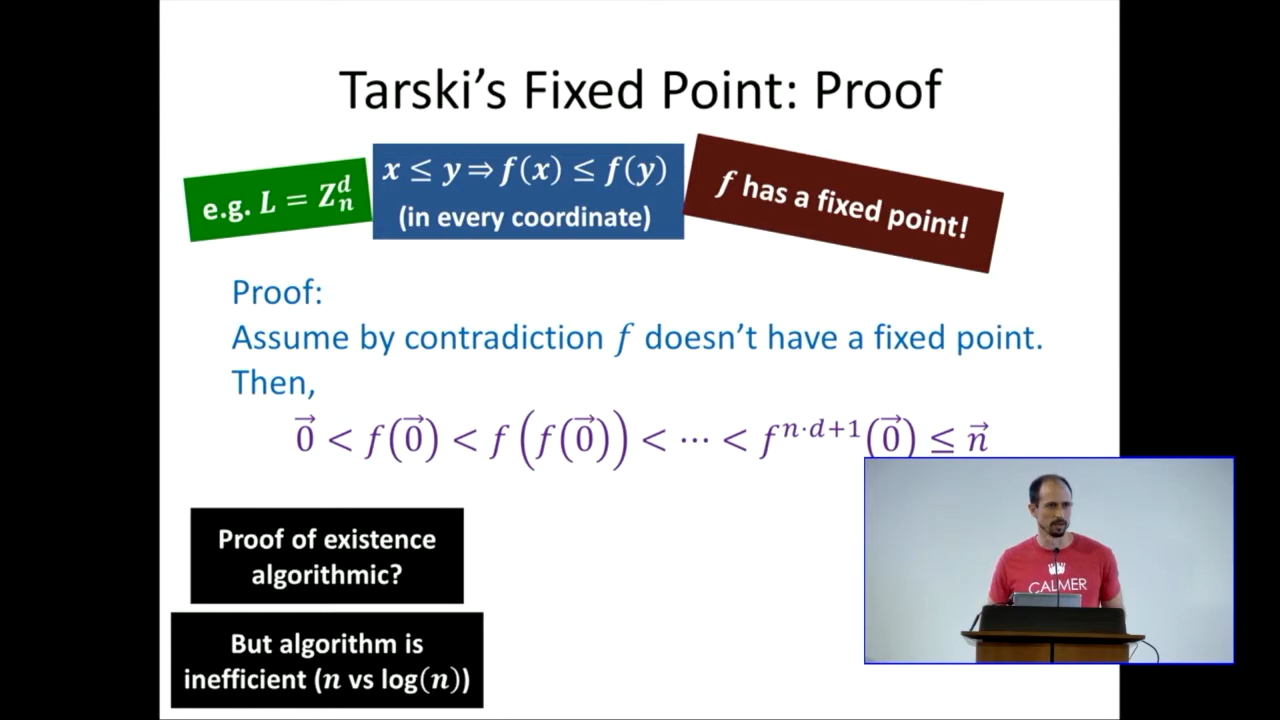 Tarski's Fixed Point: Proof
e.g. L = Z_n^d
x ≤ y ⇒ f(x) ≤ f(y)
(in every coordinate)
f has a fixed point!
Proof:
Assume by contradiction f doesn't have a fixed point.
Then,
0⃗ < f(0⃗) < f(f(0⃗)) < ⋯ < f^{n·d+1}(0⃗) ≤ n⃗
Proof of existence
algorithmic?
But algorithm is
inefficient (n vs log(n))
CALMER